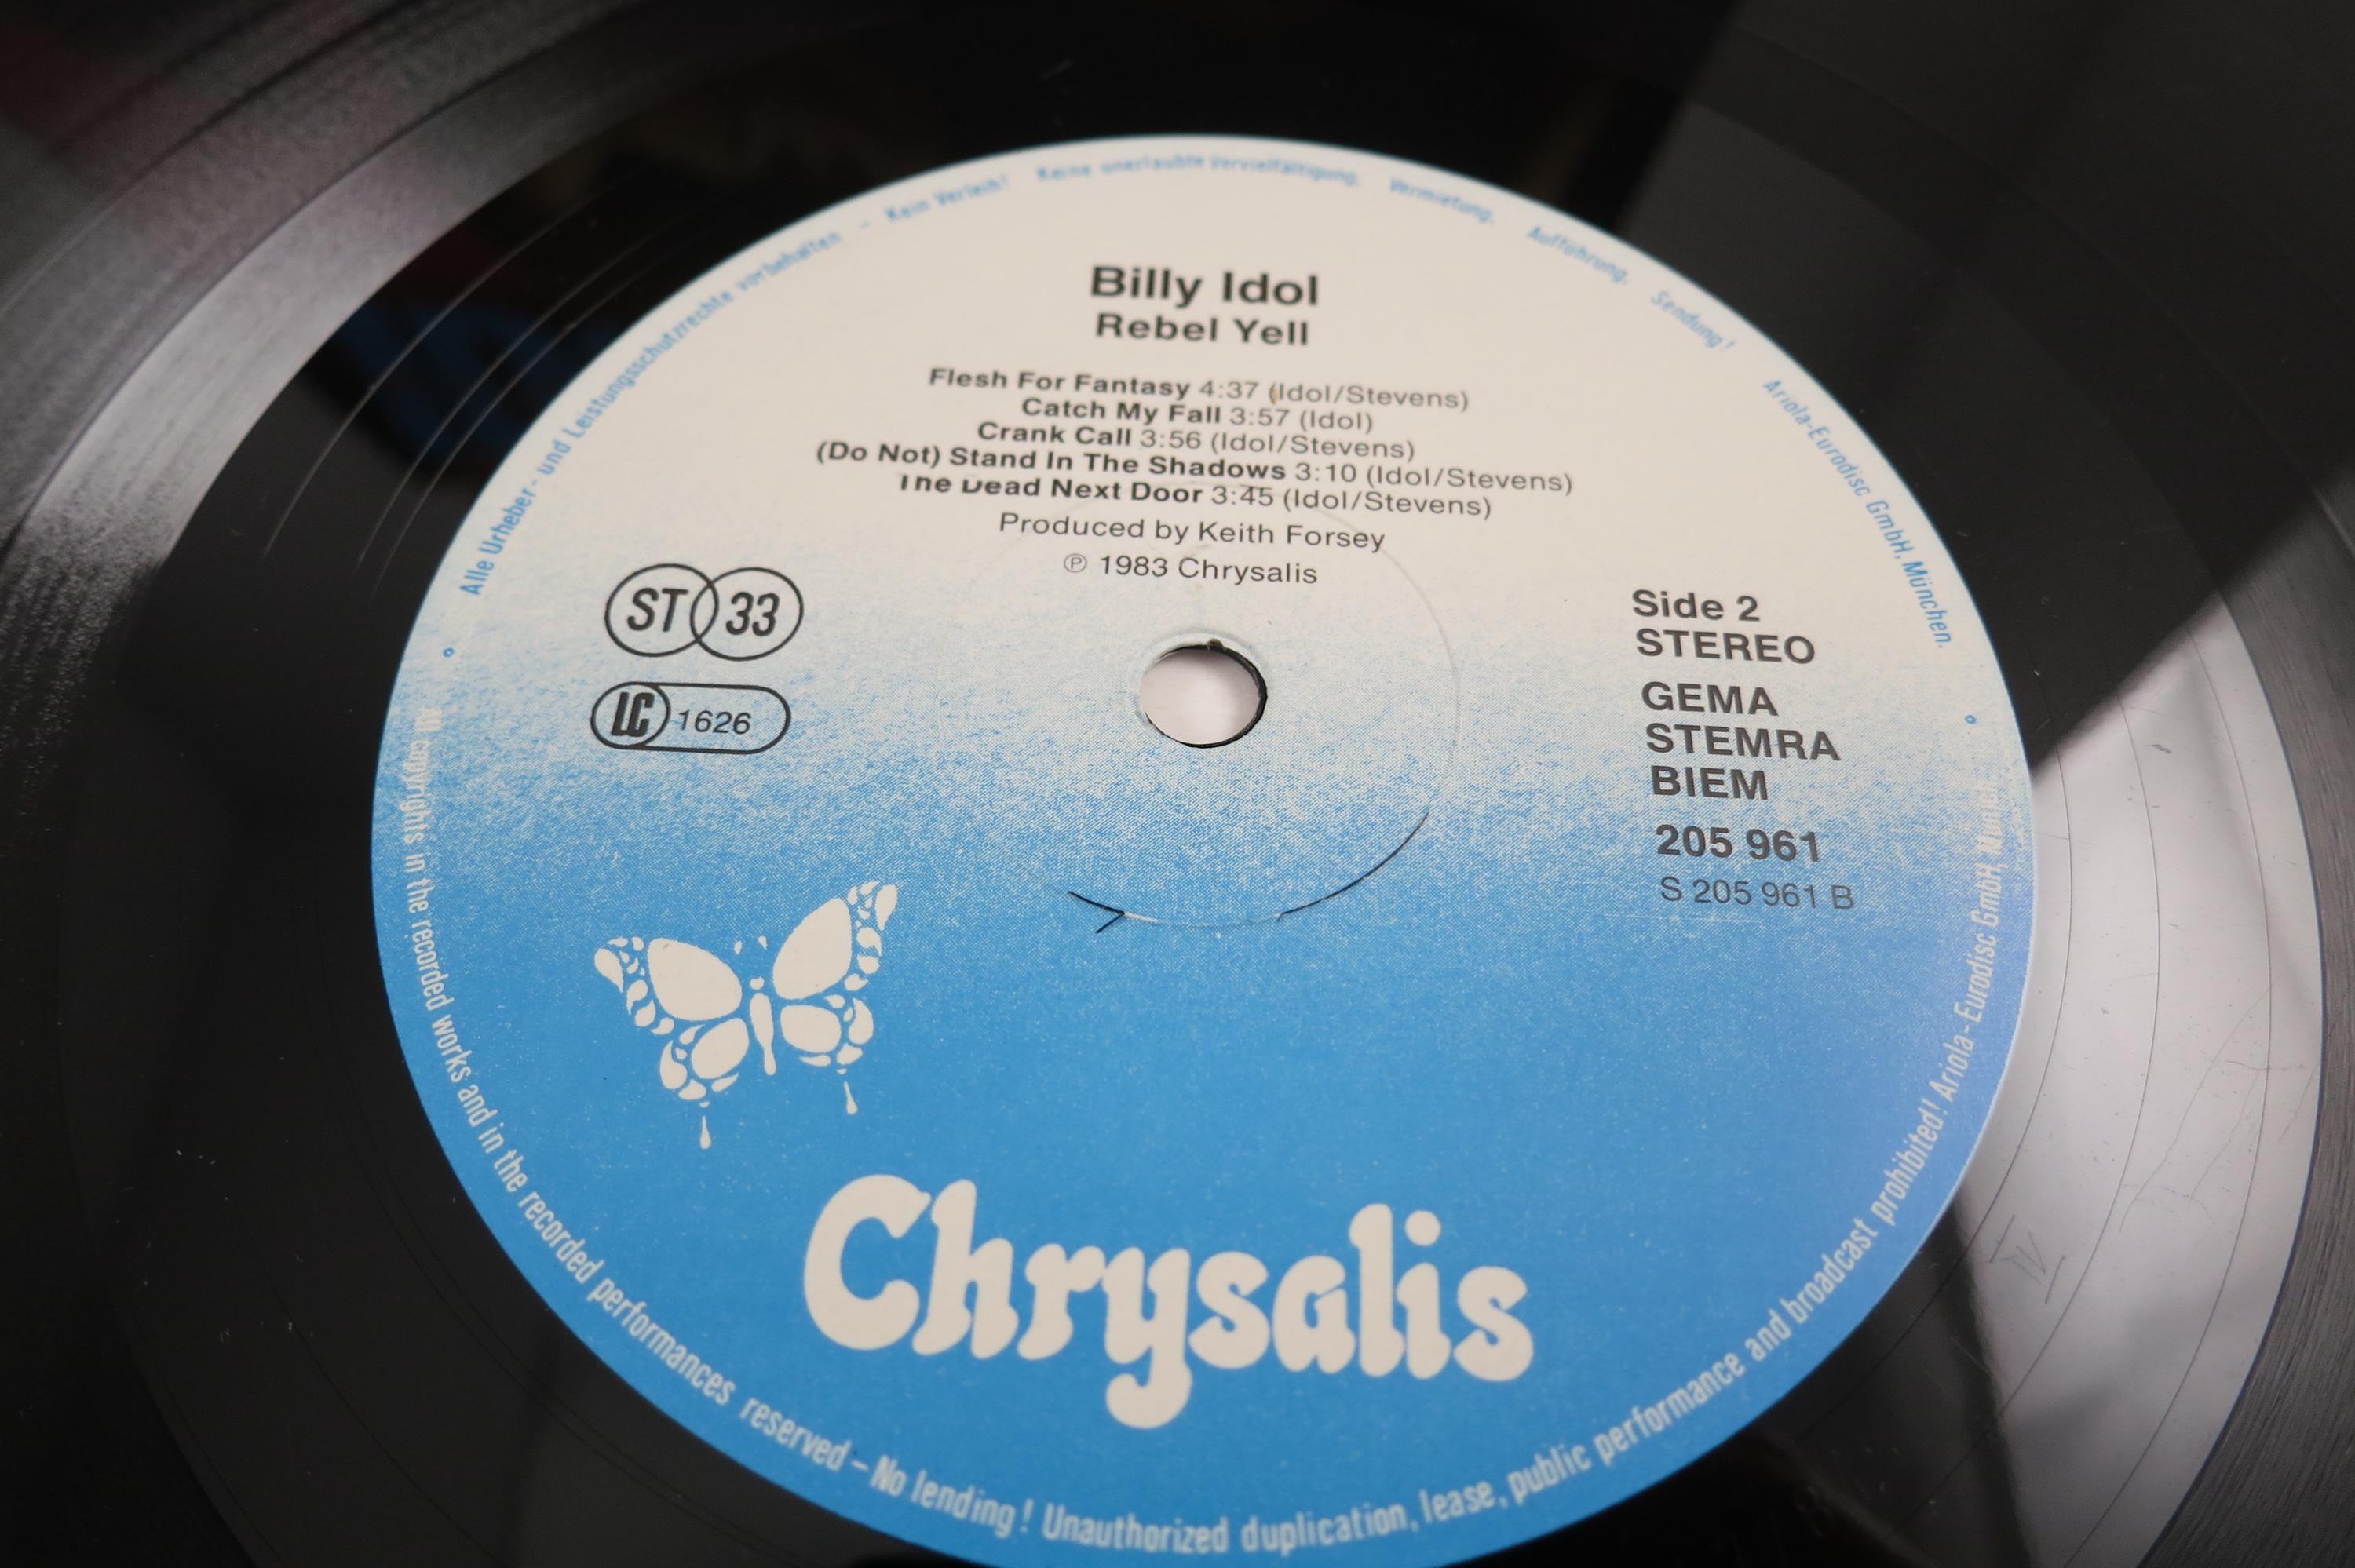 Alle Urheber- und Leistungsschutzrechte vorbehalten - Kein Verleih! Keine unerlaubte Vervielfältigung, Vermietung, Aufführung, Sendung! Ariola-Eurodisc GmbH, München.
Billy Idol
Rebel Yell
Flesh For Fantasy 4:37 (Idol/Stevens)
Catch My Fall 3:57 (Idol)
Crank Call 3:56 (Idol/Stevens)
(Do Not) Stand In The Shadows 3:10 (Idol/Stevens)
The Dead Next Door 3:45 (Idol/Stevens)
Produced by Keith Forsey
℗ 1983 Chrysalis
ST 33
LC 1626
Side 2
STEREO
GEMA
STEMRA
BIEM
205 961
S 205 961 B
Chrysalis
All copyrights in the recorded works and in the recorded performances reserved – No lending! Unauthorized duplication, lease, public performance and broadcast prohibited! Ariola-Eurodisc GmbH, Munich